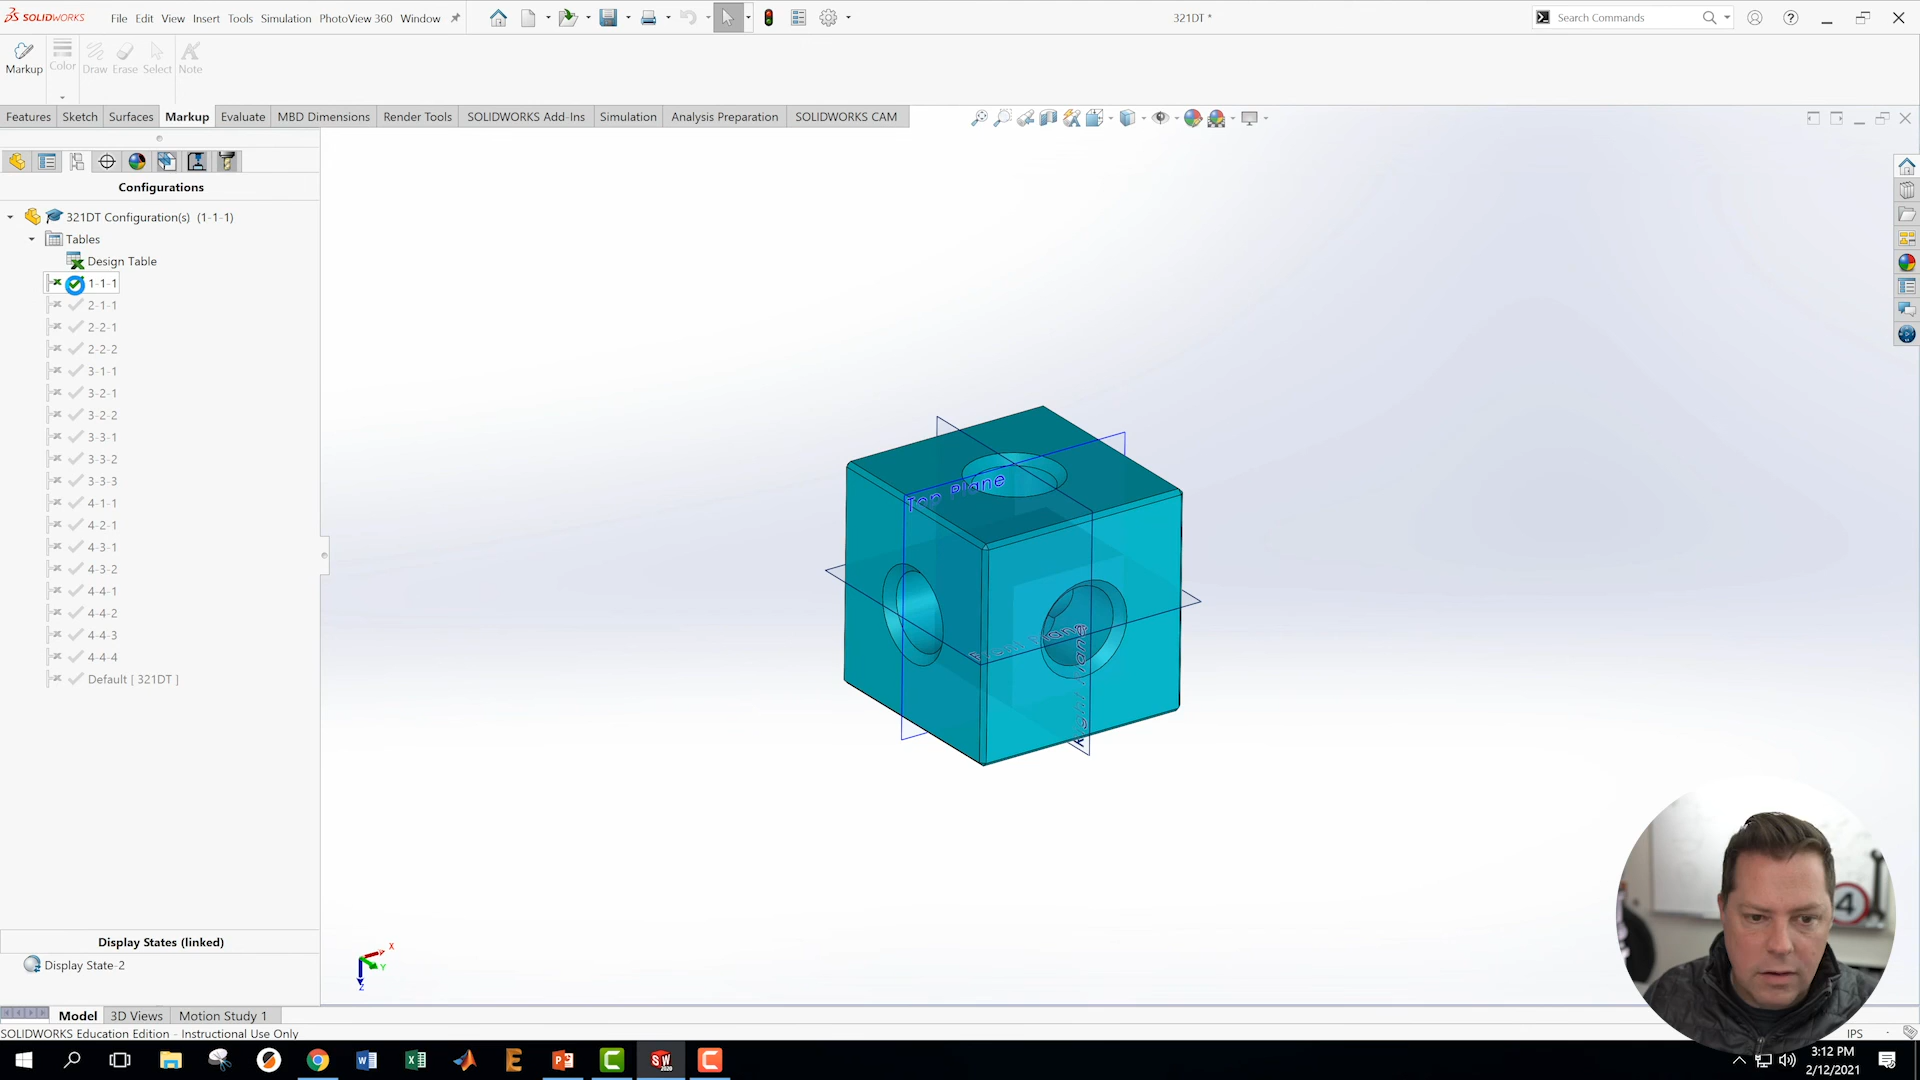 SOLIDWORKS File Edit View Insert Tools Simulation PhotoView 360 Window
321DT *
Search Commands
Markup Color Draw Erase Select Note
Features Sketch Surfaces Markup Evaluate MBD Dimensions Render Tools SOLIDWORKS Add-Ins Simulation Analysis Preparation SOLIDWORKS CAM
Configurations
321DT Configuration(s) (1-1-1)
Tables
Design Table
1-1-1
2-1-1
2-2-1
2-2-2
3-1-1
3-2-1
3-2-2
3-3-1
3-3-2
3-3-3
4-1-1
4-2-1
4-3-1
4-3-2
4-4-1
4-4-2
4-4-3
4-4-4
Default [ 321DT ]
Top Plane
Front Plane
Right Plane
X
Y
Z
4
Display States (linked)
Display State-2
Model 3D Views Motion Study 1
SOLIDWORKS Education Edition - Instructional Use Only
IPS
3:12 PM
2/12/2021